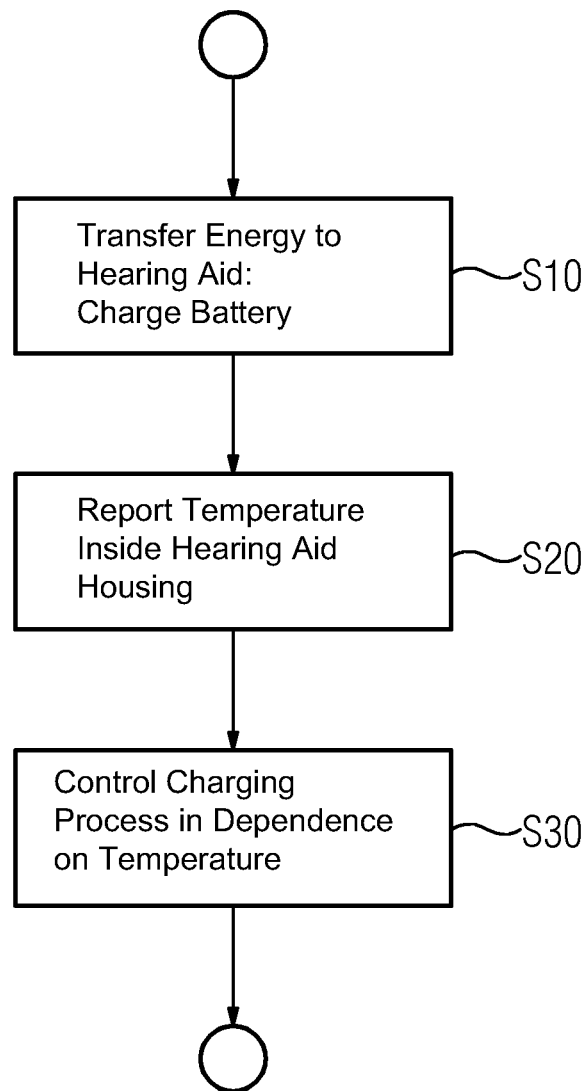 Transfer Energy to
Hearing Aid:
Charge Battery
S10
Report Temperature
Inside Hearing Aid
Housing
S20
Control Charging
Process in Dependence
on Temperature
S30